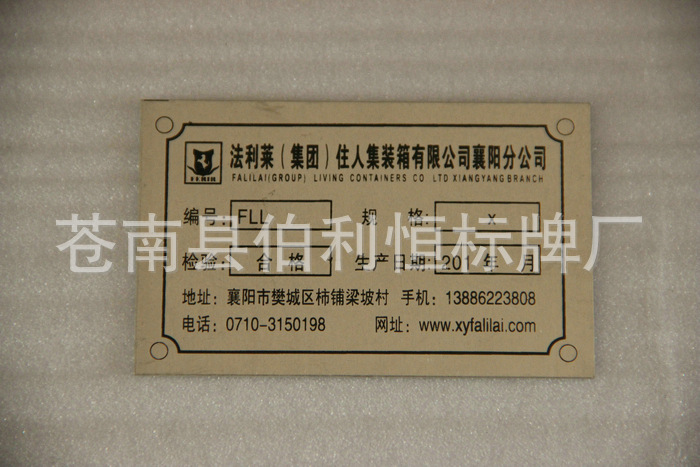 法利莱（集团）住人集装箱有限公司襄阳分公司
FALILAI(GROUP) LIVING CONTAINERS CO LTD XIANGYANG BRANCH
编号: FLL 规 格: x
苍南县伯利恒标牌厂
检验: 合格 生产日期: 201 年 月
地址: 襄阳市樊城区柿铺梁坡村 手机: 13886223808
电话: 0710-3150198 网址: www.xyfalilai.com